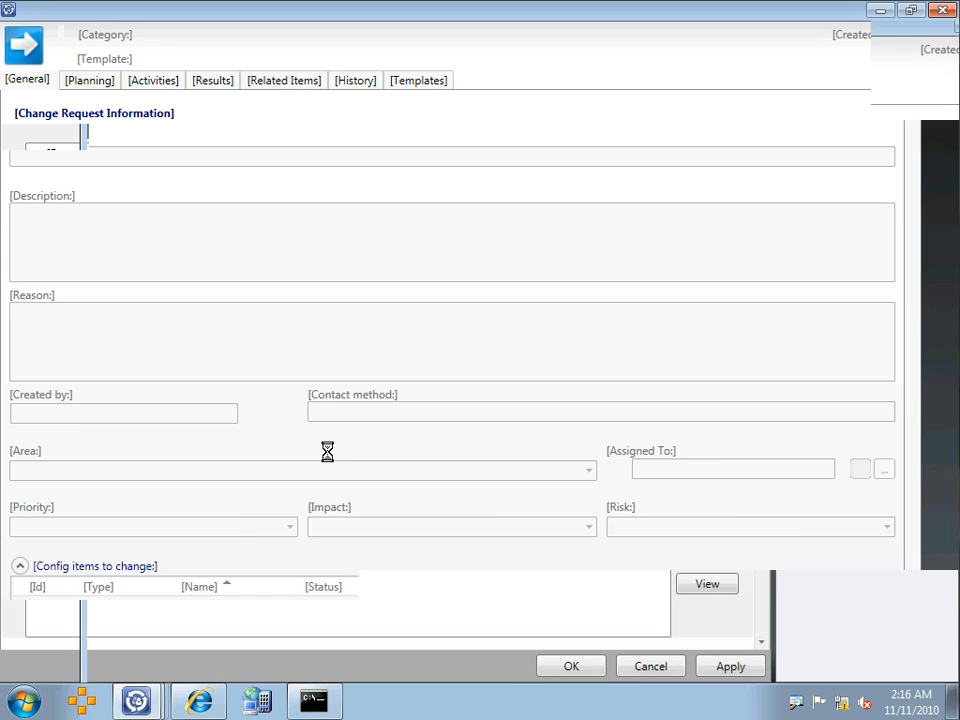 [Category:]
[Created
[Template:]
[Created
[General] [Planning] [Activities] [Results] [Related Items] [History] [Templates]
[Change Request Information]
[Description:]
[Reason:]
[Created by:] [Contact method:]
[Area:] [Assigned To:]
...
[Priority:] [Impact:] [Risk:]
[Config items to change:]
[Id] [Type] [Name] [Status]
View
OK Cancel Apply
2:16 AM
11/11/2010